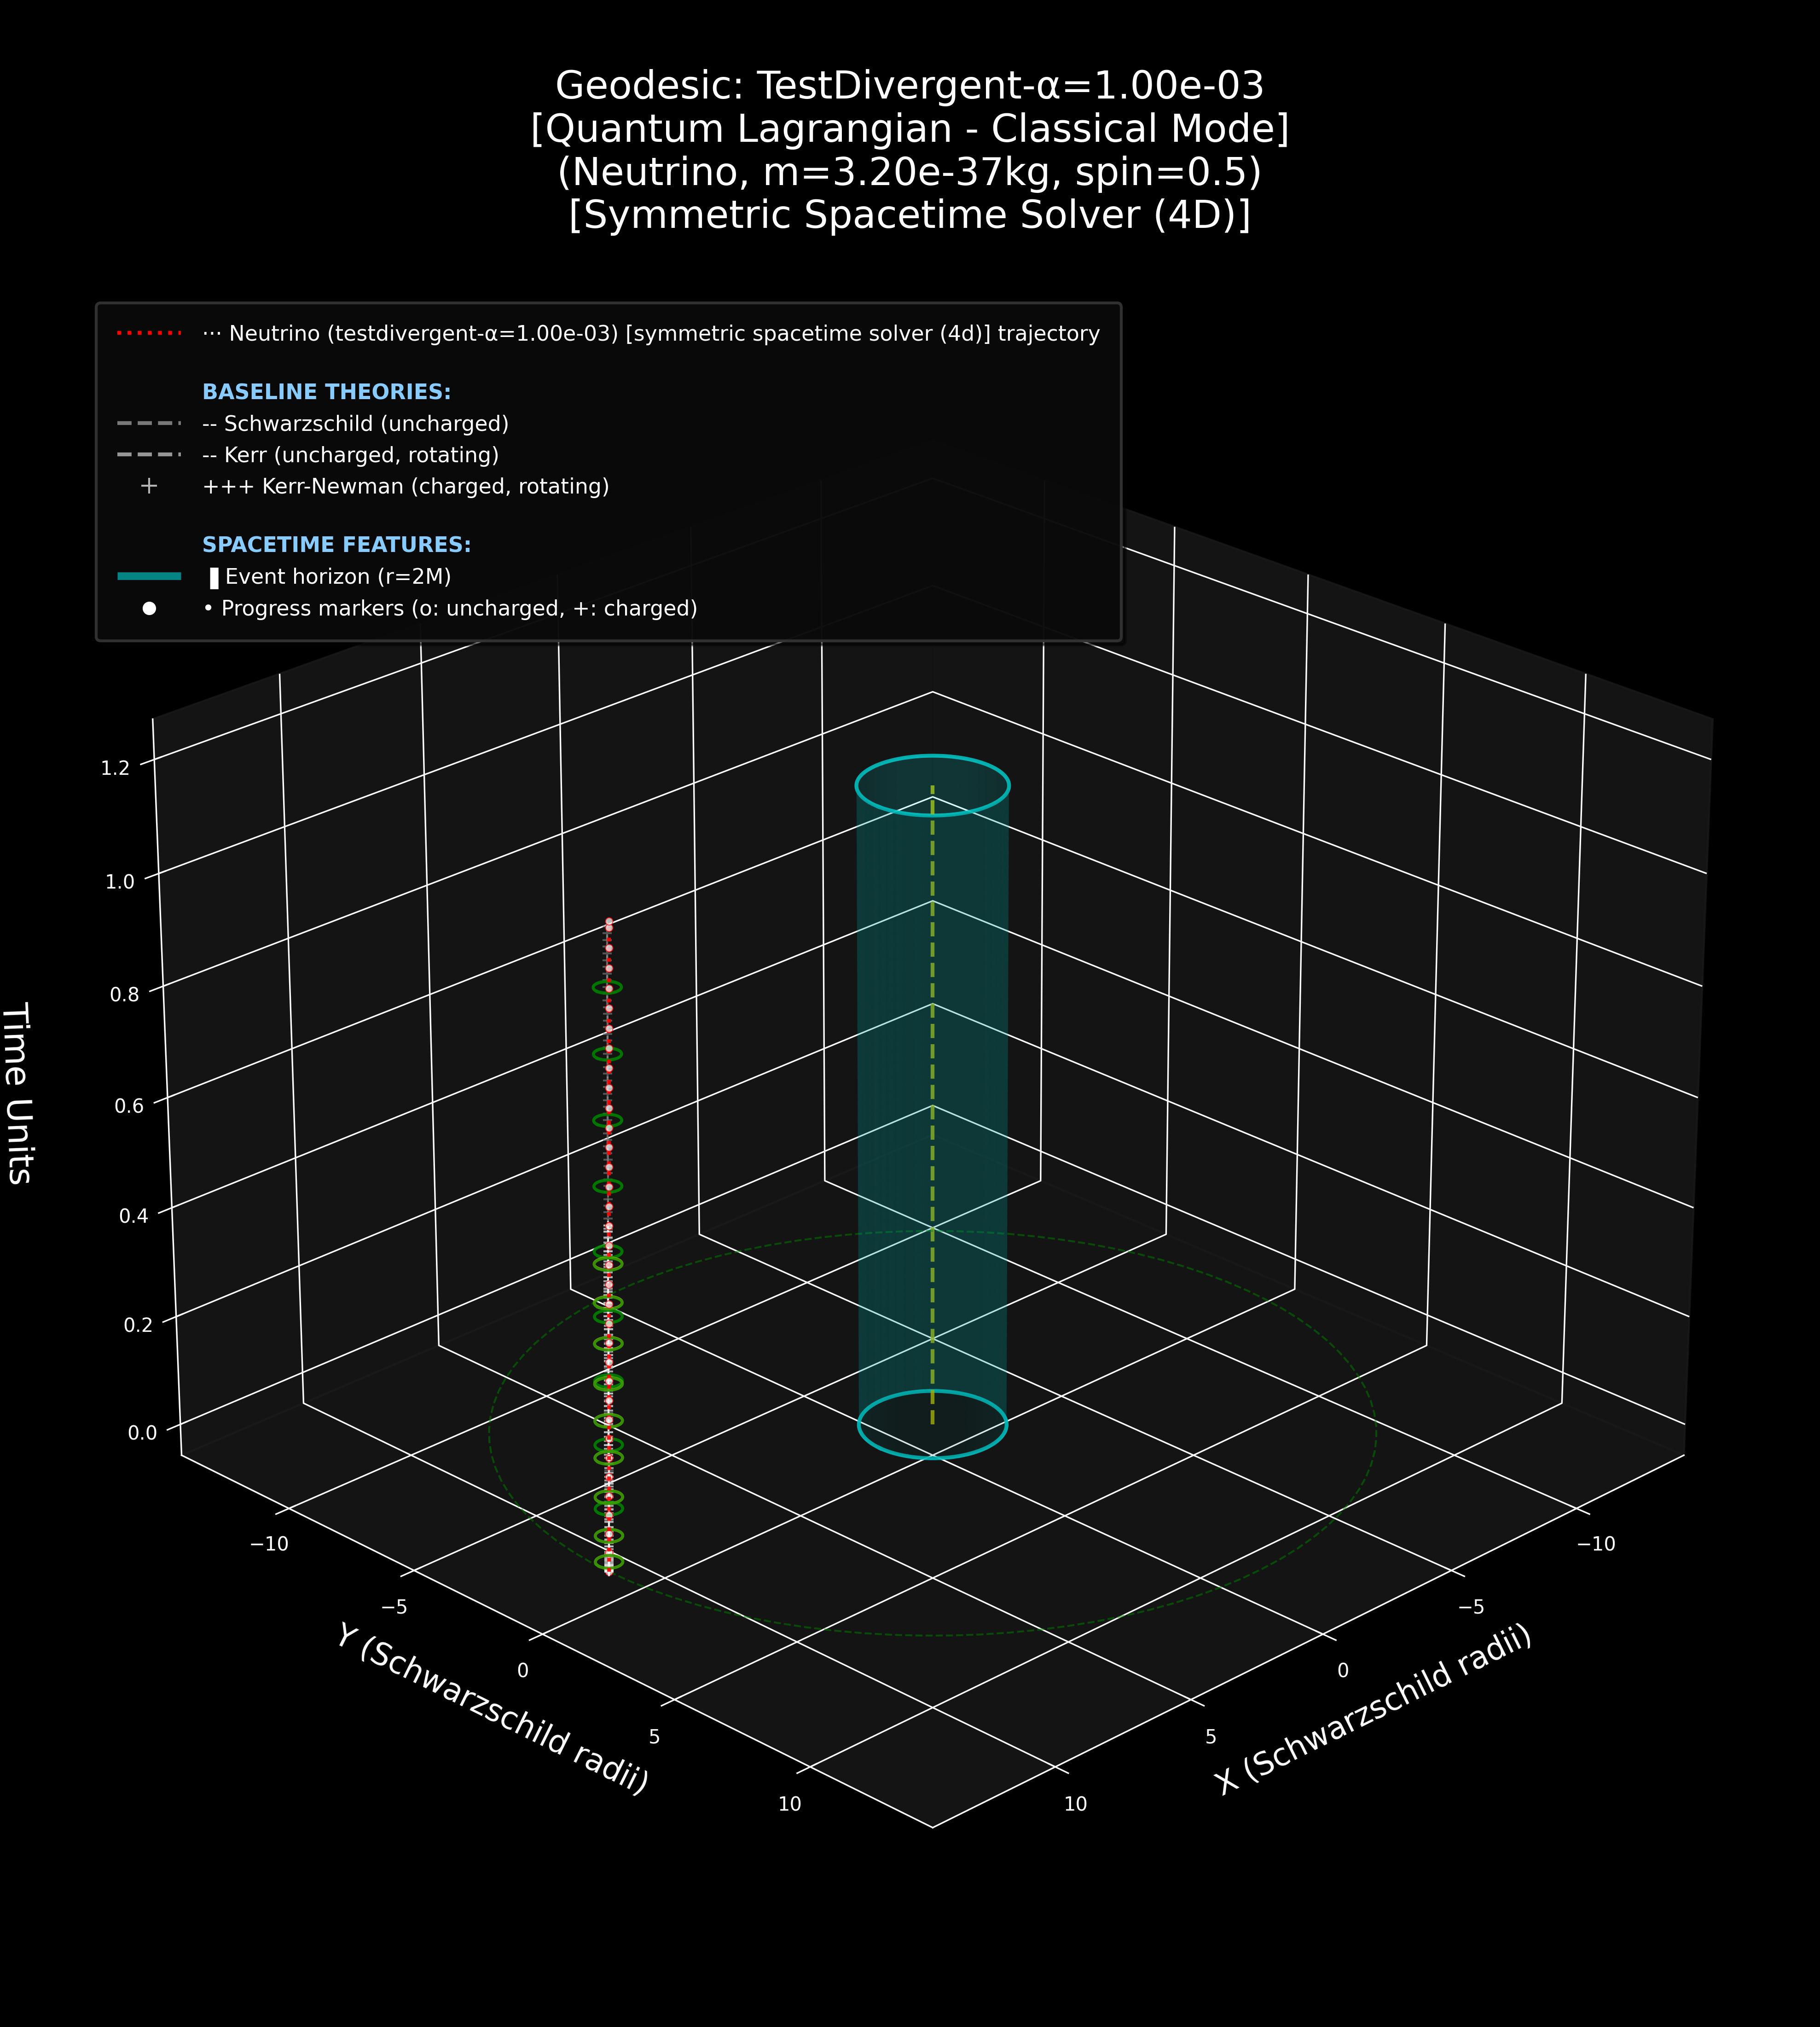 Geodesic: TestDivergent-α=1.00e-03
[Quantum Lagrangian - Classical Mode]
(Neutrino, m=3.20e-37kg, spin=0.5)
[Symmetric Spacetime Solver (4D)]
··· Neutrino (testdivergent-α=1.00e-03) [symmetric spacetime solver (4d)] trajectory
BASELINE THEORIES:
-- Schwarzschild (uncharged)
-- Kerr (uncharged, rotating)
+++ Kerr-Newman (charged, rotating)
SPACETIME FEATURES:
▌Event horizon (r=2M)
• Progress markers (o: uncharged, +: charged)
1.2
1.0
0.8
0.6
0.4
0.2
0.0
Time Units
−10
−5
0
5
10
Y (Schwarzschild radii)
−10
−5
0
5
10
X (Schwarzschild radii)